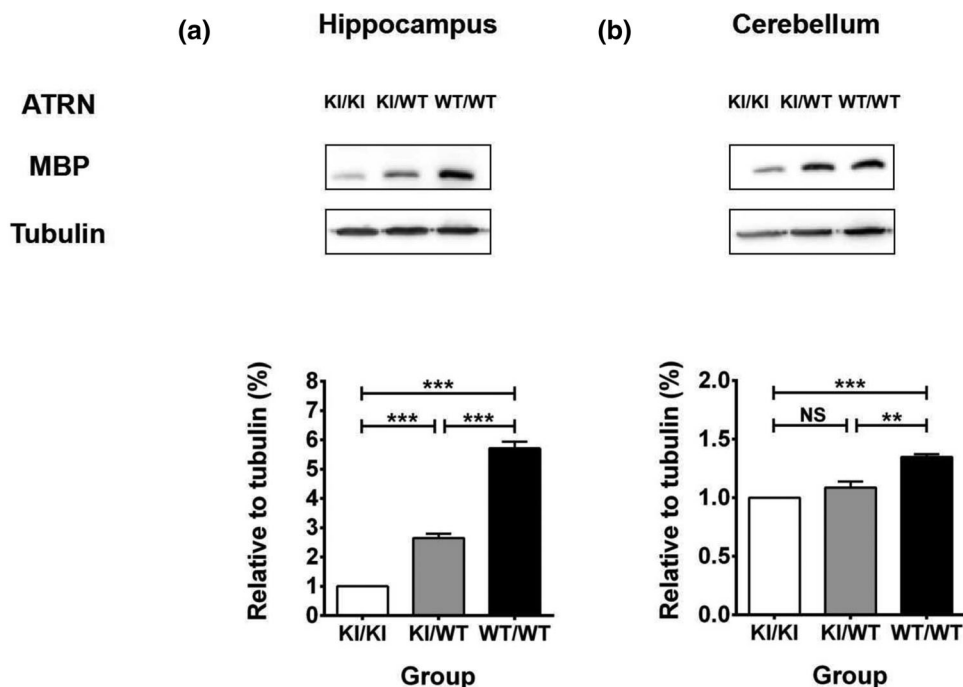 (a) Hippocampus
(b) Cerebellum
ATRN
KI/KI KI/WT WT/WT
KI/KI KI/WT WT/WT
MBP
Tubulin
Relative to tubulin (%)
8
7
6
5
4
3
2
1
0
***
*** ***
KI/KI KI/WT WT/WT
Group
Relative to tubulin (%)
2.0
1.5
1.0
0.5
0.0
***
NS **
KI/KI KI/WT WT/WT
Group